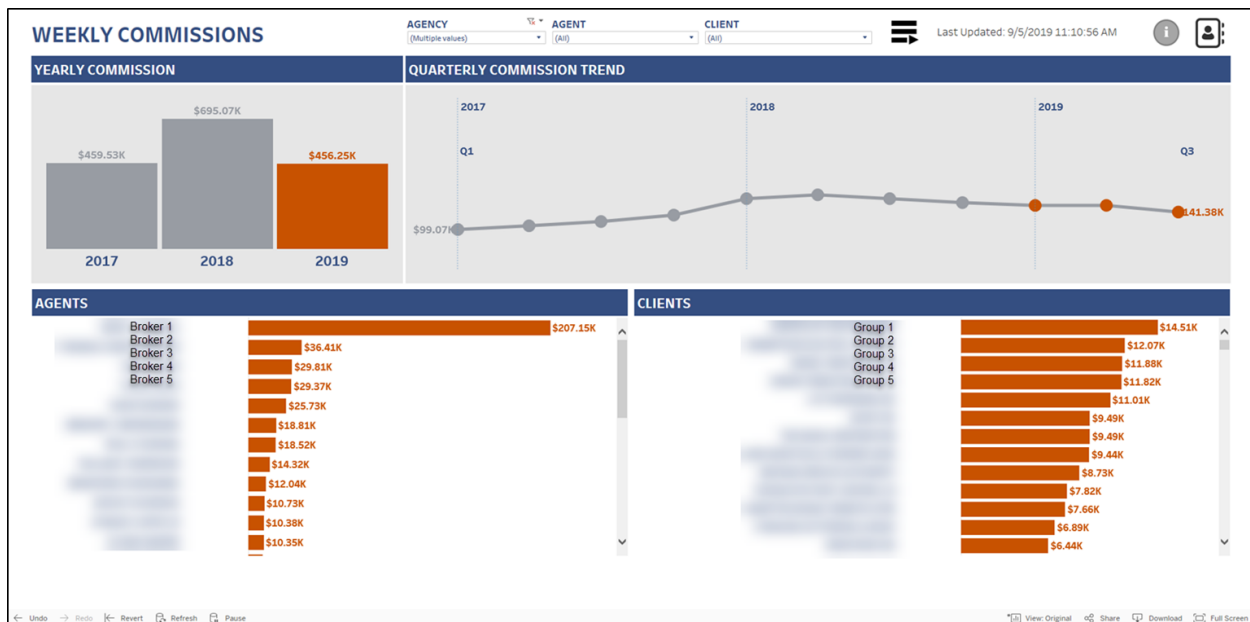 WEEKLY COMMISSIONS
AGENCY
(Multiple values)
AGENT
(All)
CLIENT
(All)
Last Updated: 9/5/2019 11:10:56 AM
i
YEARLY COMMISSION
$459.53K
$695.07K
$456.25K
2017
2018
2019
QUARTERLY COMMISSION TREND
2017
2018
2019
Q1
Q3
$99.07K
$141.38K
AGENTS
Broker 1
$207.15K
Broker 2
$36.41K
Broker 3
$29.81K
Broker 4
$29.37K
Broker 5
$25.73K
$18.81K
$18.52K
$14.32K
$12.04K
$10.73K
$10.38K
$10.35K
CLIENTS
Group 1
$14.51K
Group 2
$12.07K
Group 3
$11.88K
Group 4
$11.82K
Group 5
$11.01K
$9.49K
$9.49K
$9.44K
$8.73K
$7.82K
$7.66K
$6.89K
$6.44K
Undo
Redo
Revert
Refresh
Pause
View: Original
Share
Download
Full Screen